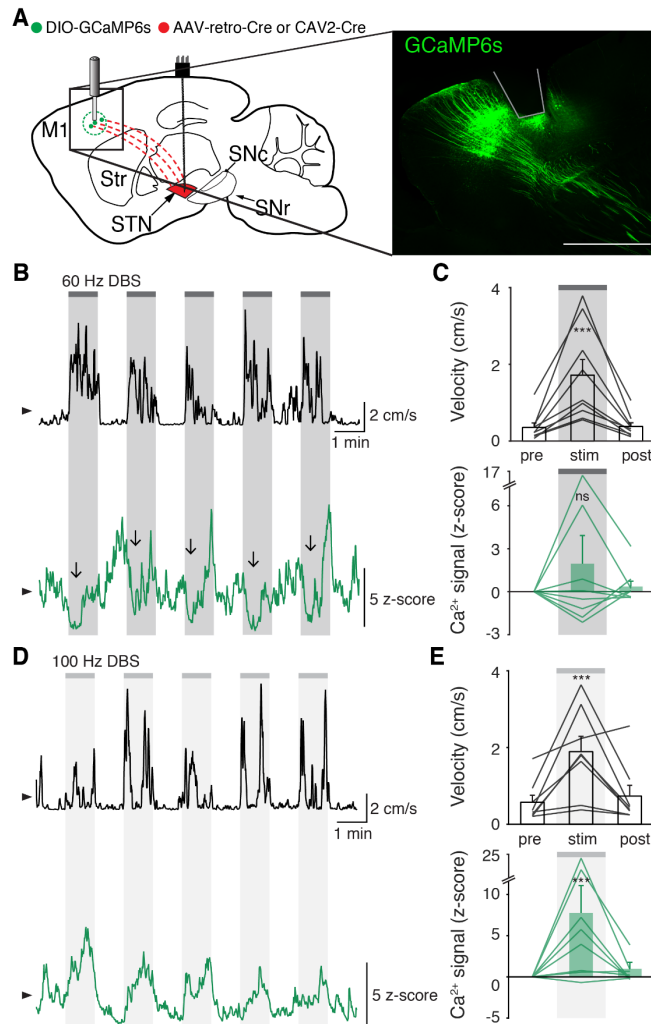 A
DIO-GCaMP6s AAV-retro-Cre or CAV2-Cre
GCaMP6s
M1
Str
SNc
STN
SNr
B
60 Hz DBS
2 cm/s
1 min
5 z-score
C
4
2
0
Velocity (cm/s)
***
pre stim post
17
6
3
0
-3
Ca²⁺ signal (z-score)
ns
D
100 Hz DBS
2 cm/s
1 min
5 z-score
E
4
2
0
Velocity (cm/s)
***
pre stim post
25
10
5
0
-5
Ca²⁺ signal (z-score)
***